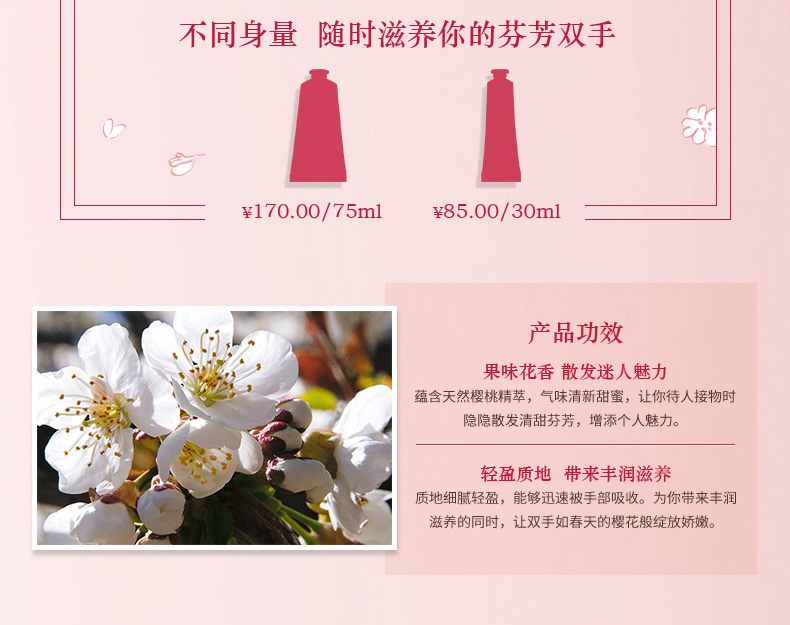 不同身量 随时滋养你的芬芳双手
¥170.00/75ml ¥85.00/30ml
产品功效
果味花香 散发迷人魅力
蕴含天然樱桃精萃，气味清新甜蜜，让你待人接物时
隐隐散发清甜芬芳，增添个人魅力。
轻盈质地 带来丰润滋养
质地细腻轻盈，能够迅速被手部吸收。为你带来丰润
滋养的同时，让双手如春天的樱花般绽放娇嫩。